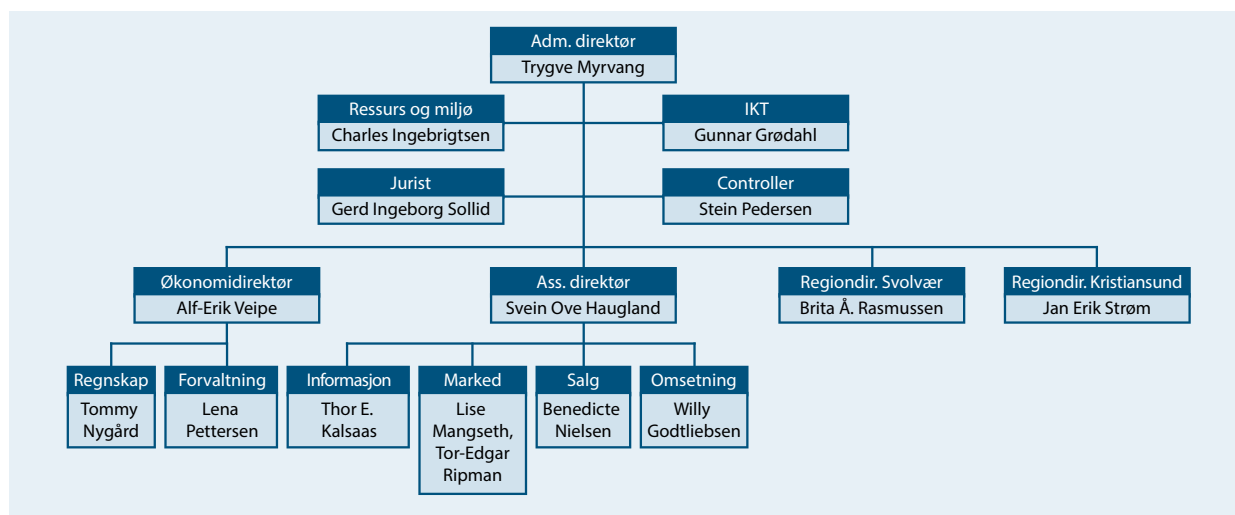 Adm. direktør
Trygve Myrvang
Ressurs og miljø
Charles Ingebrigtsen
IKT
Gunnar Grødahl
Jurist
Gerd Ingeborg Sollid
Controller
Stein Pedersen
Økonomidirektør
Alf-Erik Veipe
Ass. direktør
Svein Ove Haugland
Regiondir. Svolvær
Brita Å. Rasmussen
Regiondir. Kristiansund
Jan Erik Strøm
Regnskap
Tommy
Nygård
Forvaltning
Lena
Pettersen
Informasjon
Thor E.
Kalsaas
Marked
Lise
Mangseth,
Tor-Edgar
Ripman
Salg
Benedicte
Nielsen
Omsetning
Willy
Godtliebsen